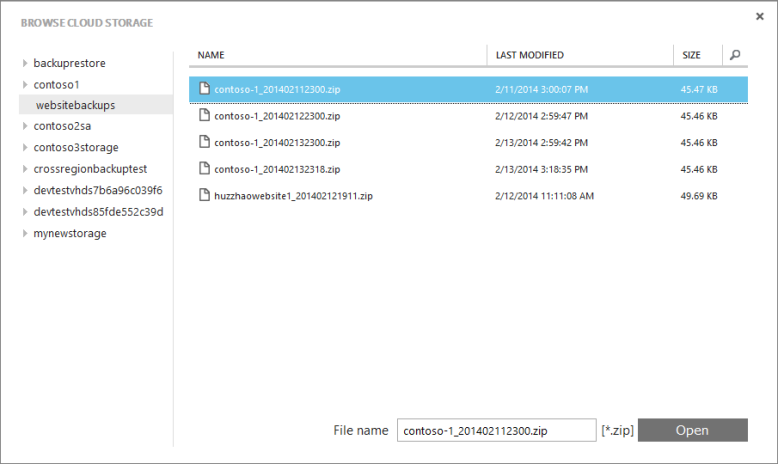 BROWSE CLOUD STORAGE
backuprestore
contoso1
websitebackups
contoso2sa
contoso3storage
crossregionbackuptest
devtestvhds7b6a96c039f6
devtestvhds85fde552c39d
mynewstorage
NAME LAST MODIFIED SIZE
contoso-1_201402112300.zip 2/11/2014 3:00:07 PM 45.47 KB
contoso-1_201402122300.zip 2/12/2014 2:59:47 PM 45.46 KB
contoso-1_201402132300.zip 2/13/2014 2:59:42 PM 45.46 KB
contoso-1_201402132318.zip 2/13/2014 3:18:35 PM 45.46 KB
huzzhaowebsite1_201402121911.zip 2/12/2014 11:11:08 AM 49.69 KB
File name contoso-1_201402112300.zip [*.zip] Open